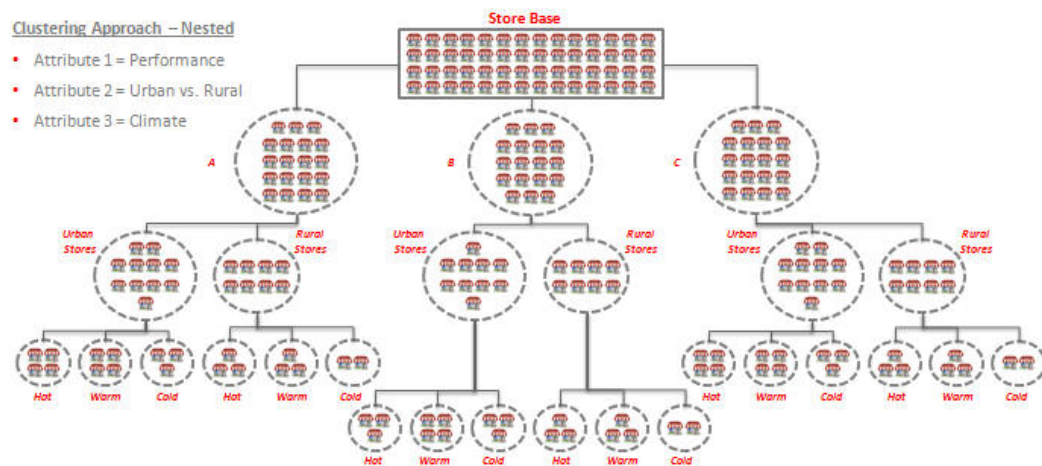 Store Base
Clustering Approach – Nested
• Attribute 1 = Performance
• Attribute 2 = Urban vs. Rural
• Attribute 3 = Climate
A
B
C
Urban
Stores
Rural
Stores
Urban
Stores
Rural
Stores
Urban
Stores
Rural
Stores
Hot
Warm
Cold
Hot
Warm
Cold
Hot
Warm
Cold
Hot
Warm
Cold
Hot
Warm
Cold
Hot
Warm
Cold